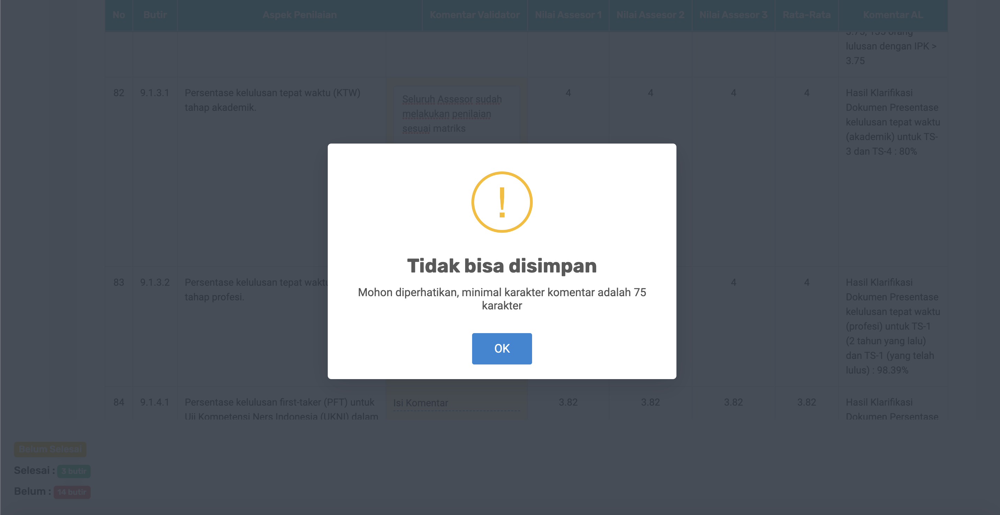 No Butir Aspek Penilaian Komentar Validator Nilai Assesor 1 Nilai Assesor 2 Nilai Assesor 3 Rata-Rata Komentar AL
3.75, 135 orang
lulusan dengan IPK >
3.75
82 9.1.3.1 Persentase kelulusan tepat waktu (KTW)
tahap akademik.
Seluruh Assesor sudah
melakukan penilaian
sesuai matriks
4 4 4 4
Hasil Klarifikasi
Dokumen Presentase
kelulusan tepat waktu
(akademik) untuk TS-
3 dan TS-4 : 80%
Tidak bisa disimpan
Mohon diperhatikan, minimal karakter komentar adalah 75
karakter
OK
83 9.1.3.2 Persentase kelulusan tepat waktu
tahap profesi.
4 4
Hasil Klarifikasi
Dokumen Presentase
kelulusan tepat waktu
(profesi) untuk TS-1
(2 tahun yang lalu)
dan TS-1 (yang telah
lulus) : 98.39%
84 9.1.4.1 Persentase kelulusan first-taker (PFT) untuk
Uji Kompetensi Ners Indonesia (UKNI) dalam
Isi Komentar
3.82 3.82 3.82 3.82
Hasil Klarifikasi
Dokumen Persentase
Belum Selesai
Selesai : 3 butir
Belum : 14 butir